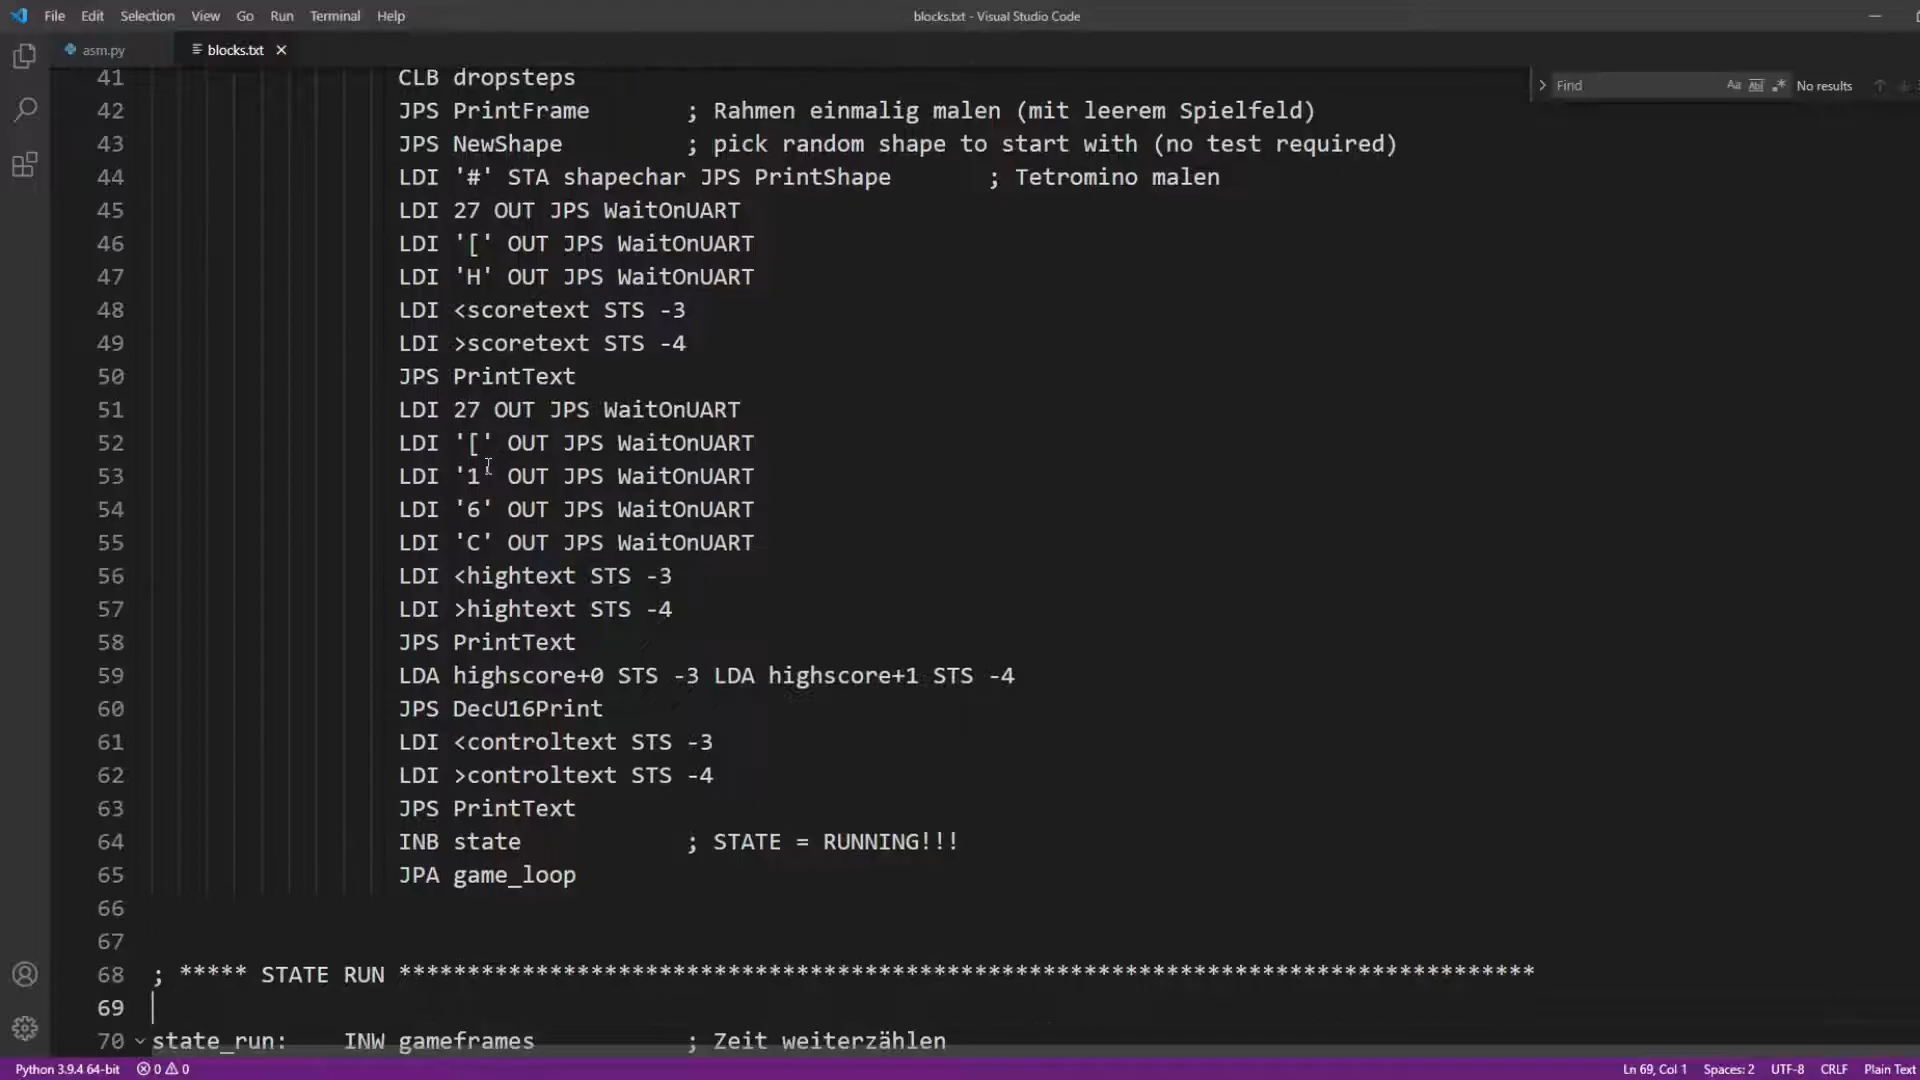 File Edit Selection View Go Run Terminal Help
blocks.txt - Visual Studio Code
asm.py
blocks.txt
Find
Aa
No results
41 CLB dropsteps
42 JPS PrintFrame ; Rahmen einmalig malen (mit leerem Spielfeld)
43 JPS NewShape ; pick random shape to start with (no test required)
44 LDI '#' STA shapechar JPS PrintShape ; Tetromino malen
45 LDI 27 OUT JPS WaitOnUART
46 LDI '[' OUT JPS WaitOnUART
47 LDI 'H' OUT JPS WaitOnUART
48 LDI <scoretext STS -3
49 LDI >scoretext STS -4
50 JPS PrintText
51 LDI 27 OUT JPS WaitOnUART
52 LDI '[' OUT JPS WaitOnUART
53 LDI '1' OUT JPS WaitOnUART
54 LDI '6' OUT JPS WaitOnUART
55 LDI 'C' OUT JPS WaitOnUART
56 LDI <hightext STS -3
57 LDI >hightext STS -4
58 JPS PrintText
59 LDA highscore+0 STS -3 LDA highscore+1 STS -4
60 JPS DecU16Print
61 LDI <controltext STS -3
62 LDI >controltext STS -4
63 JPS PrintText
64 INB state ; STATE = RUNNING!!!
65 JPA game_loop
66
67
68 ; ***** STATE RUN ***********************************************************************************
69
70 state_run: INW gameframes ; Zeit weiterzählen
Python 3.9.4 64-bit 0 0
Ln 69, Col 1 Spaces: 2 UTF-8 CRLF Plain Text